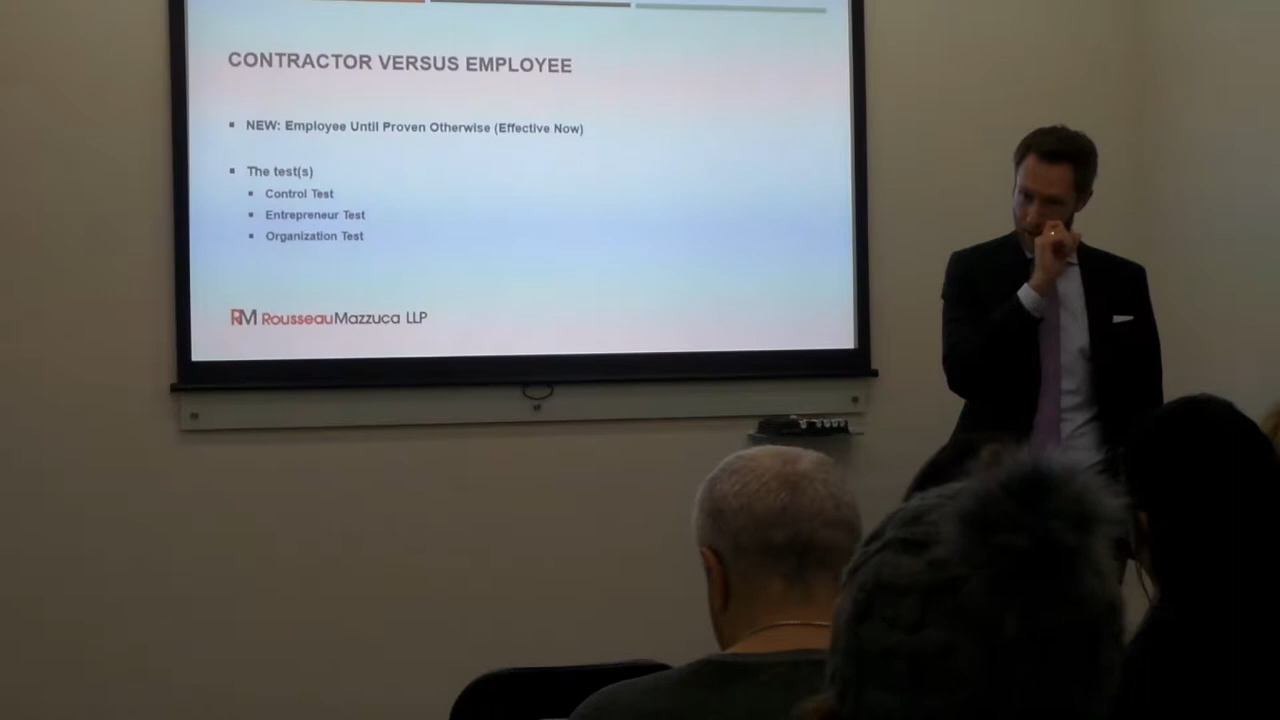 CONTRACTOR VERSUS EMPLOYEE
NEW: Employee Until Proven Otherwise (Effective Now)
The test(s)
Control Test
Entrepreneur Test
Organization Test
RM RousseauMazzuca LLP